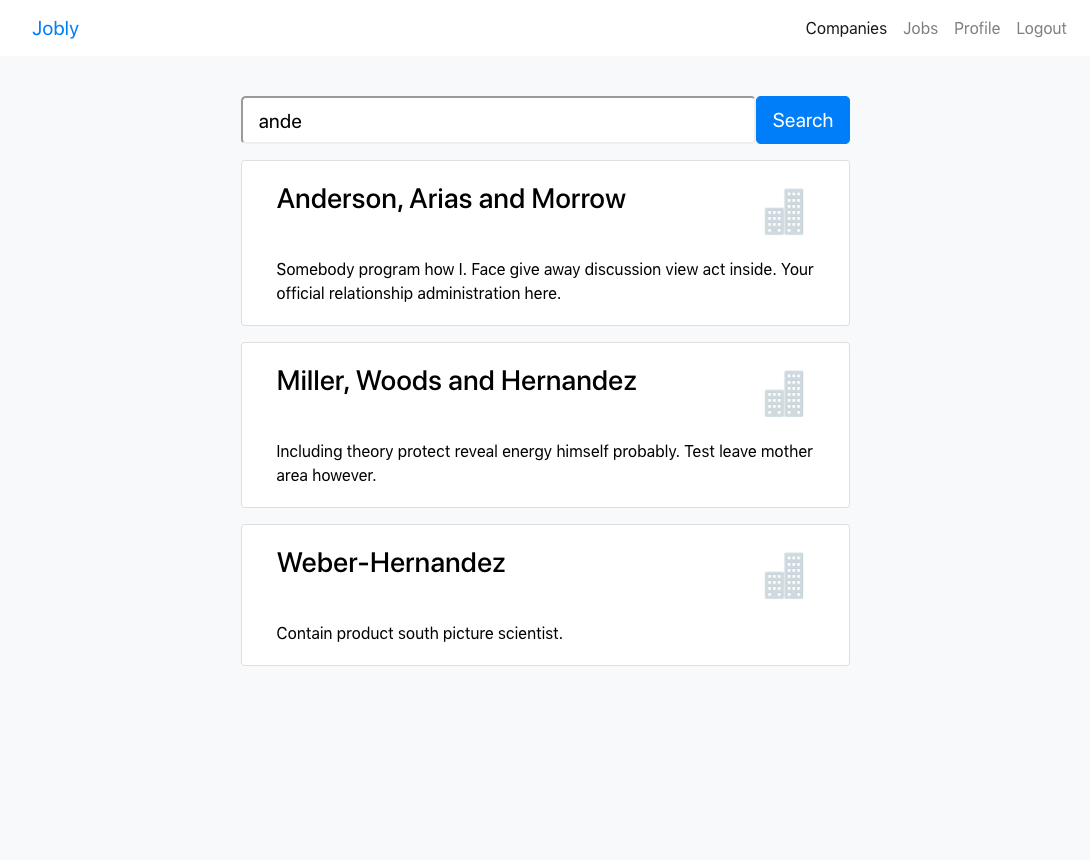 Jobly
Companies Jobs Profile Logout
ande
Search
Anderson, Arias and Morrow
Somebody program how I. Face give away discussion view act inside. Your
official relationship administration here.
Miller, Woods and Hernandez
Including theory protect reveal energy himself probably. Test leave mother
area however.
Weber-Hernandez
Contain product south picture scientist.